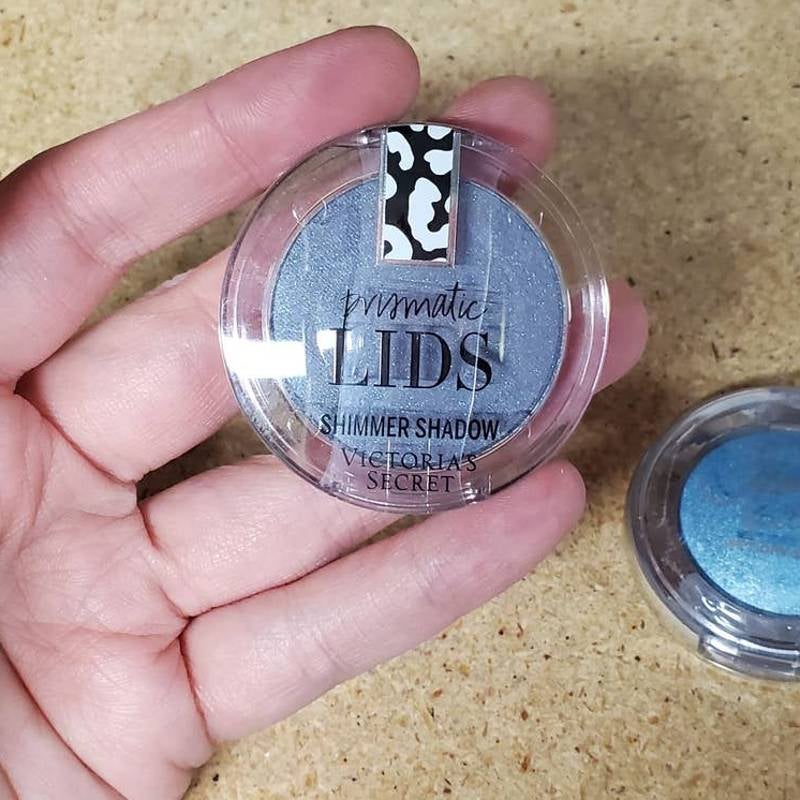 prismatic
LIDS
SHIMMER SHADOW
VICTORIA'S
SECRET